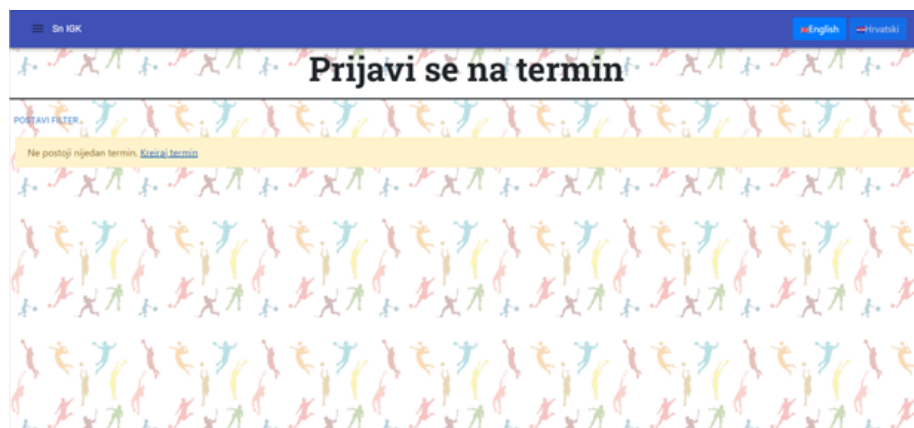 Sn IGK
English
Hrvatski
Prijavi se na termin
POSTAVI FILTER
Ne postoji nijedan termin. Kreiraj termin